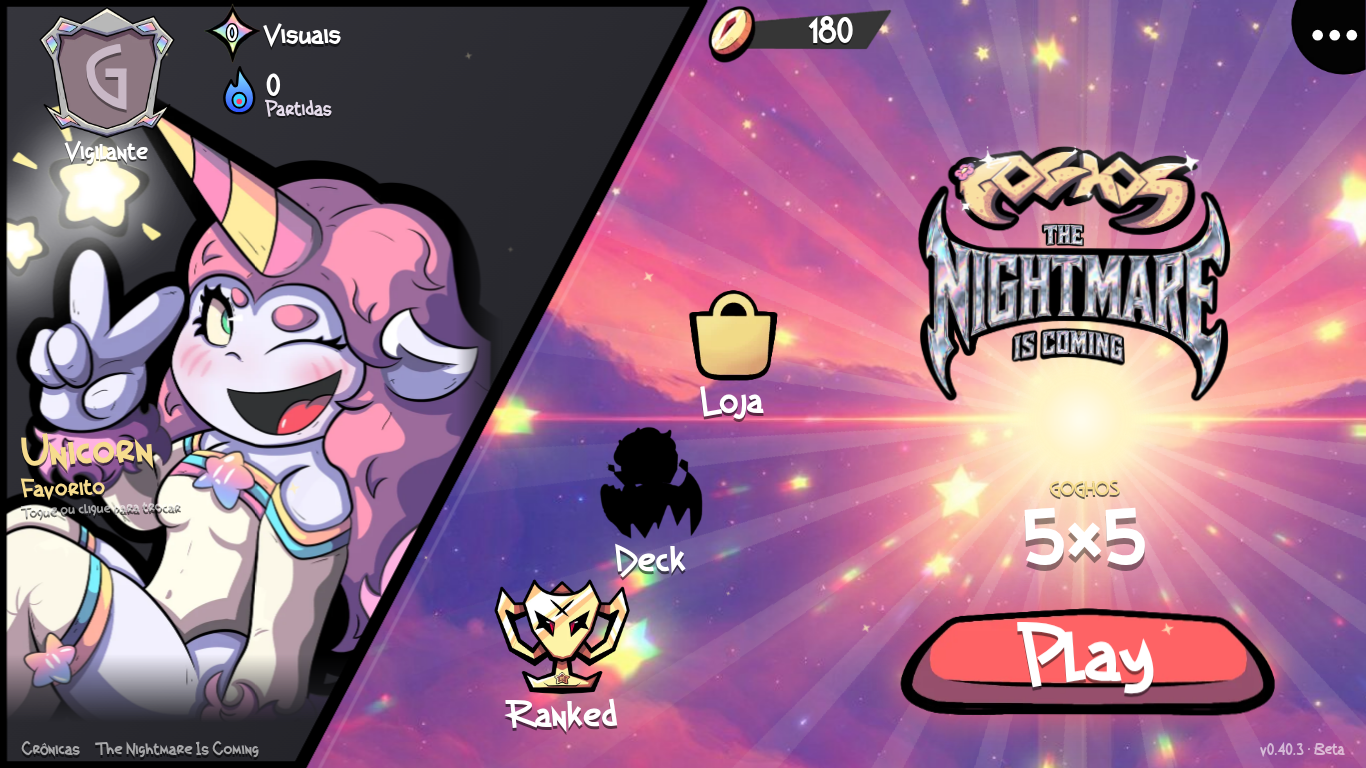 G
Vigilante
0
Visuais
0
Partidas
180
GOGHOS
THE
NIGHTMARE
IS COMING
Unicorn
Favorito
Toque ou clique para trocar
Loja
Deck
Ranked
GOGHOS
5×5
Play
Crônicas
The Nightmare Is Coming
v0.40.3 · Beta